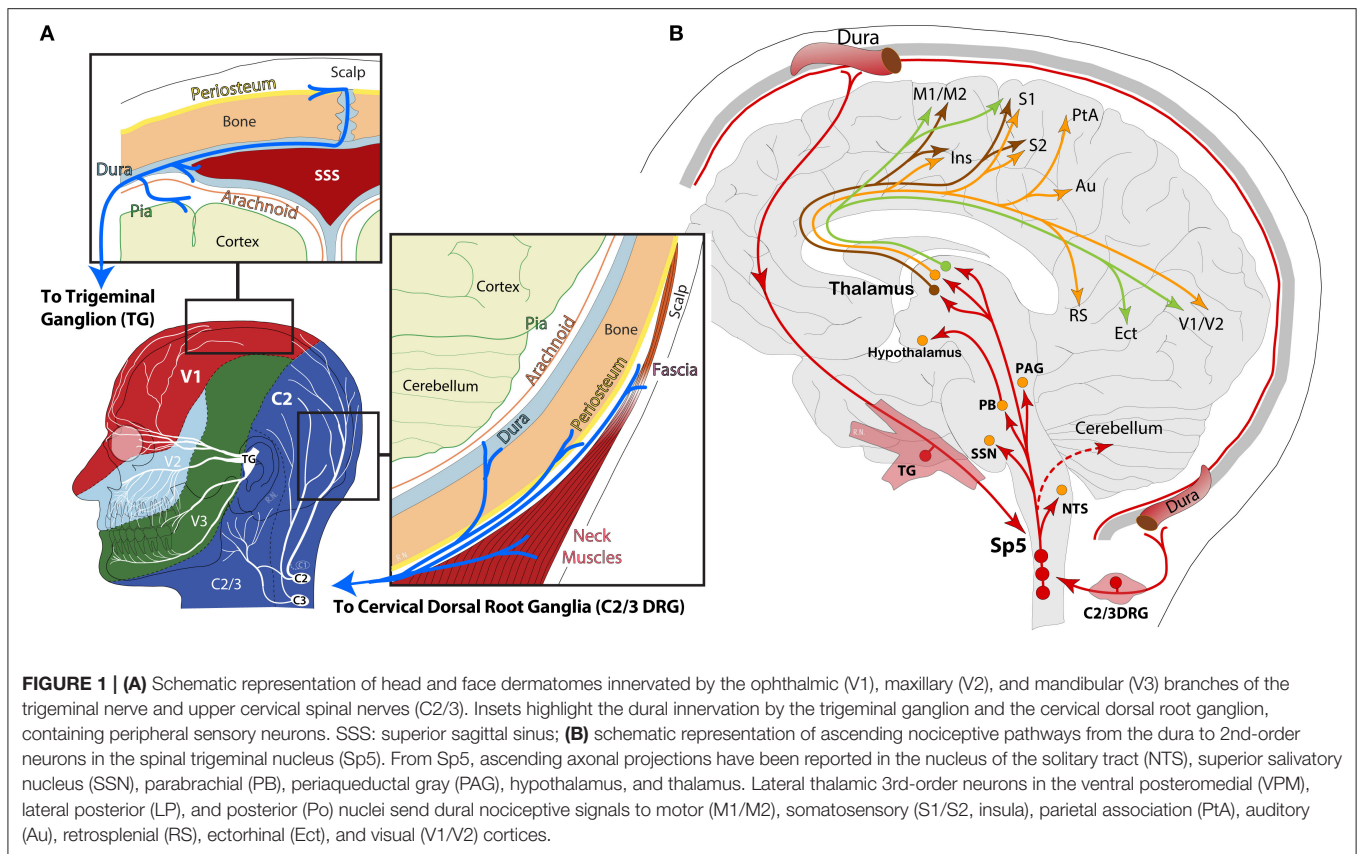 A
Scalp
Periosteum
Bone
Dura
SSS
Arachnoid
Pia
Cortex
To Trigeminal
Ganglion (TG)
V1
C2
V2
TG
V3
R.N.
C2/3
(C1)
C2
C3
Cortex
Pia
Arachnoid
Bone
Scalp
Cerebellum
Dura
Periosteum
Fascia
R.N.
Neck
Muscles
To Cervical Dorsal Root Ganglia (C2/3 DRG)
B
Dura
M1/M2
S1
PtA
Ins
S2
Au
Thalamus
RS
Ect
V1/V2
Hypothalamus
PAG
PB
Cerebellum
R.N.
SSN
TG
NTS
Dura
Sp5
C2/3DRG
FIGURE 1 | (A) Schematic representation of head and face dermatomes innervated by the ophthalmic (V1), maxillary (V2), and mandibular (V3) branches of the
trigeminal nerve and upper cervical spinal nerves (C2/3). Insets highlight the dural innervation by the trigeminal ganglion and the cervical dorsal root ganglion,
containing peripheral sensory neurons. SSS: superior sagittal sinus; (B) schematic representation of ascending nociceptive pathways from the dura to 2nd-order
neurons in the spinal trigeminal nucleus (Sp5). From Sp5, ascending axonal projections have been reported in the nucleus of the solitary tract (NTS), superior salivatory
nucleus (SSN), parabrachial (PB), periaqueductal gray (PAG), hypothalamus, and thalamus. Lateral thalamic 3rd-order neurons in the ventral posteromedial (VPM),
lateral posterior (LP), and posterior (Po) nuclei send dural nociceptive signals to motor (M1/M2), somatosensory (S1/S2, insula), parietal association (PtA), auditory
(Au), retrosplenial (RS), ectorhinal (Ect), and visual (V1/V2) cortices.